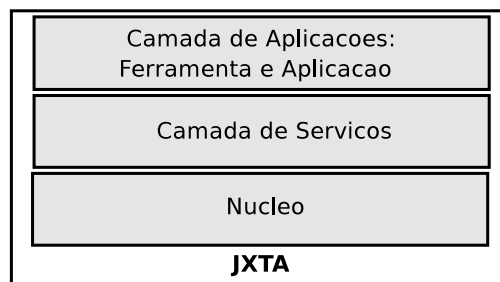 Camada de Aplicacoes:
Ferramenta e Aplicacao
Camada de Servicos
Nucleo
JXTA